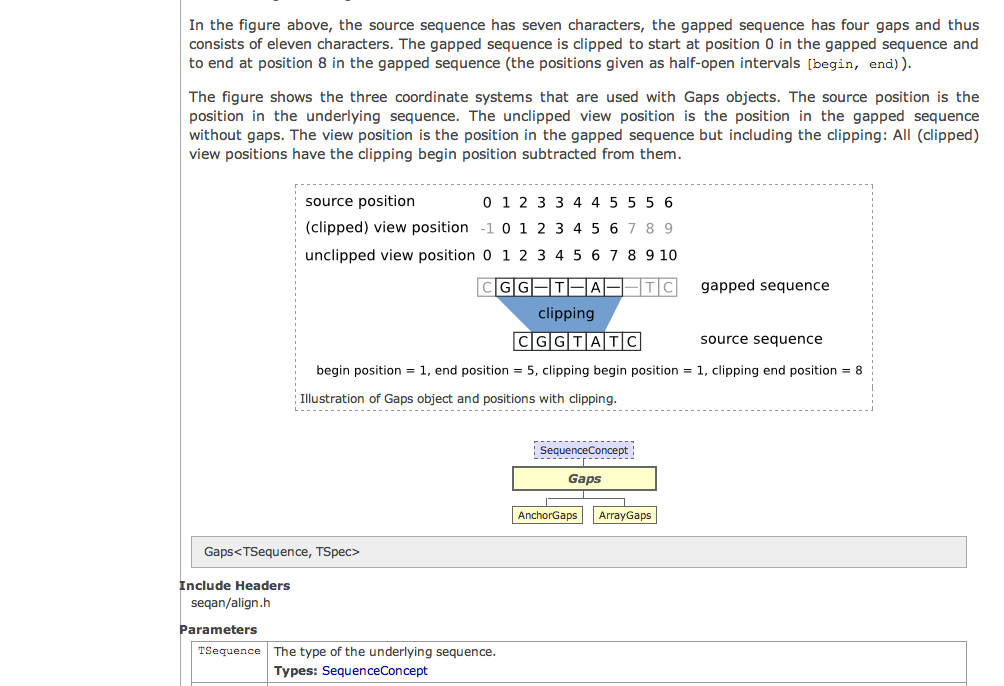 In the figure above, the source sequence has seven characters, the gapped sequence has four gaps and thus
consists of eleven characters. The gapped sequence is clipped to start at position 0 in the gapped sequence and
to end at position 8 in the gapped sequence (the positions given as half-open intervals [begin, end)).
The figure shows the three coordinate systems that are used with Gaps objects. The source position is the
position in the underlying sequence. The unclipped view position is the position in the gapped sequence
without gaps. The view position is the position in the gapped sequence but including the clipping: All (clipped)
view positions have the clipping begin position subtracted from them.
source position 0 1 2 3 3 4 4 5 5 5 6
(clipped) view position -1 0 1 2 3 4 5 6 7 8 9
unclipped view position 0 1 2 3 4 5 6 7 8 9 10
C G G — T — A — — T C gapped sequence
clipping
C G G T A T C source sequence
begin position = 1, end position = 5, clipping begin position = 1, clipping end position = 8
Illustration of Gaps object and positions with clipping.
SequenceConcept
Gaps
AnchorGaps ArrayGaps
Gaps<TSequence, TSpec>
Include Headers
seqan/align.h
Parameters
TSequence The type of the underlying sequence.
Types: SequenceConcept